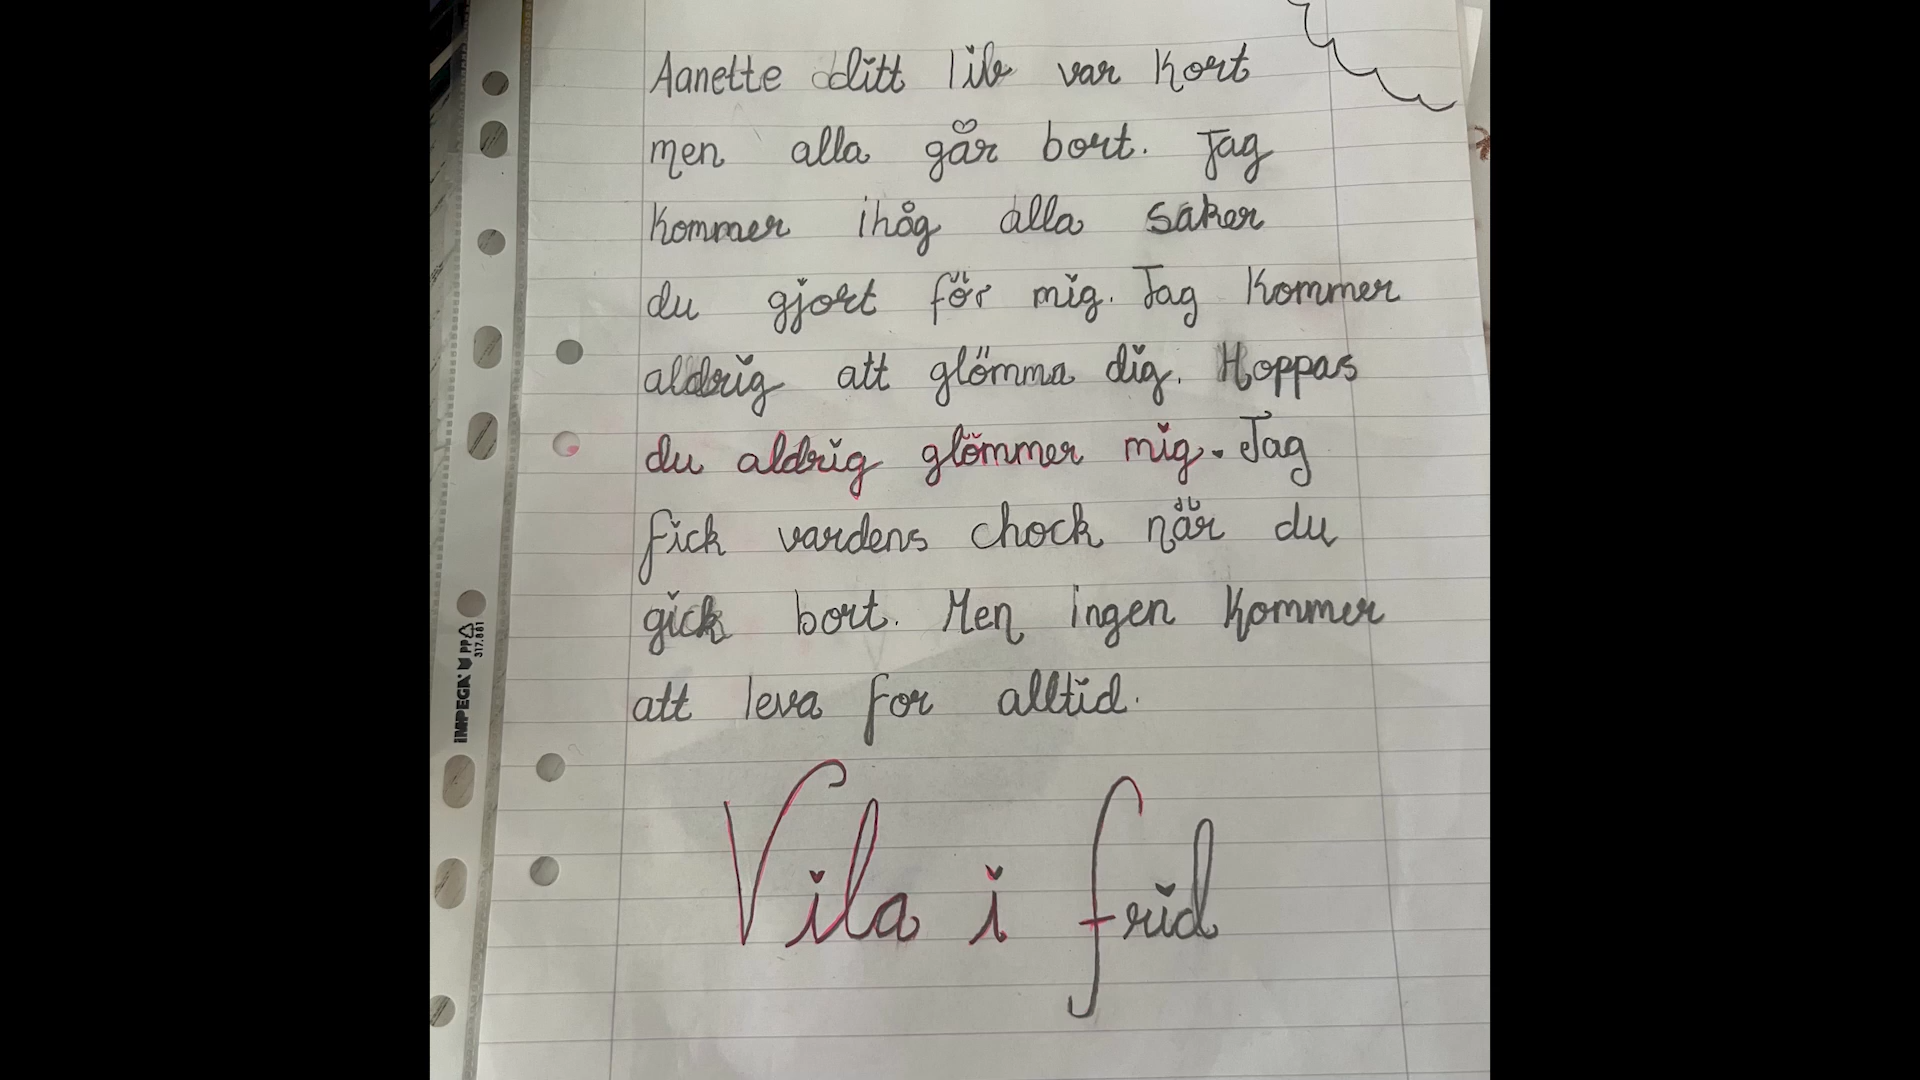 Aanette ditt liv var kort
men alla går bort. Jag
kommer ihåg alla saker
du gjort för mig. Jag kommer
aldrig att glömma dig. Hoppas
du aldrig glömmer mig. Jag
fick vardens chock när du
gick bort. Men ingen kommer
att leva for alltid.
Vila i frid
IMPEGA PP 317.881